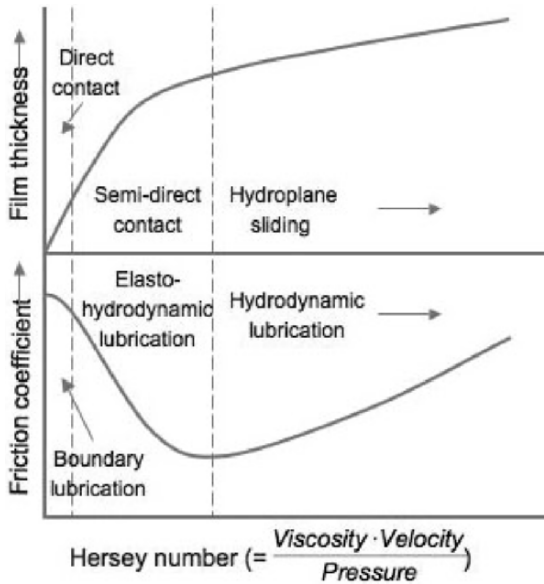 Film thickness
Direct
contact
Semi-direct
contact
Hydroplane
sliding
Friction coefficient
Elasto-
hydrodynamic
lubrication
Hydrodynamic
lubrication
Boundary
lubrication
Hersey number (= Viscosity · Velocity / Pressure)